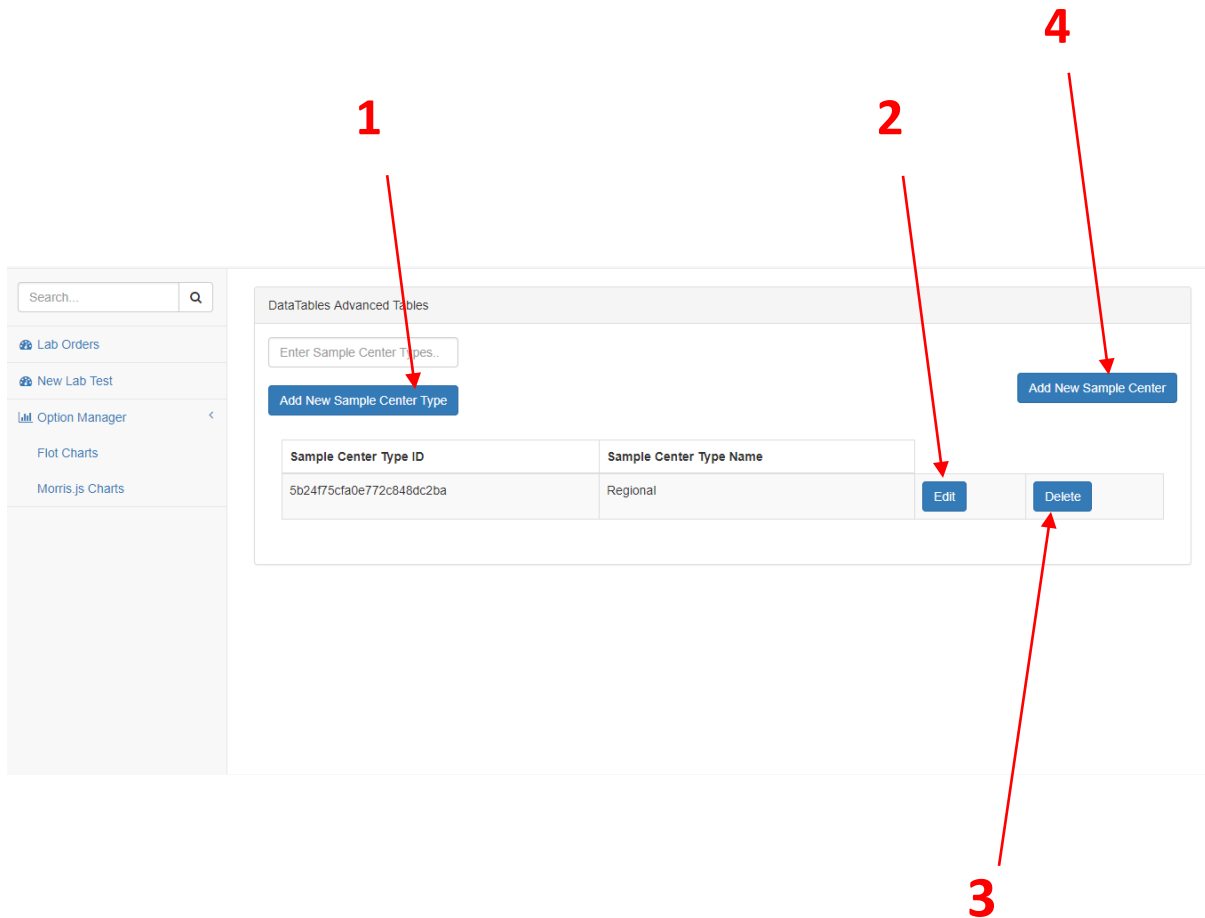 4
1
2
Search...
DataTables Advanced Tables
Lab Orders
Enter Sample Center Types..
New Lab Test
Add New Sample Center Type
Add New Sample Center
Option Manager
Flot Charts
Sample Center Type ID
Sample Center Type Name
Morris.js Charts
5b24f75cfa0e772c848dc2ba
Regional
Edit
Delete
3